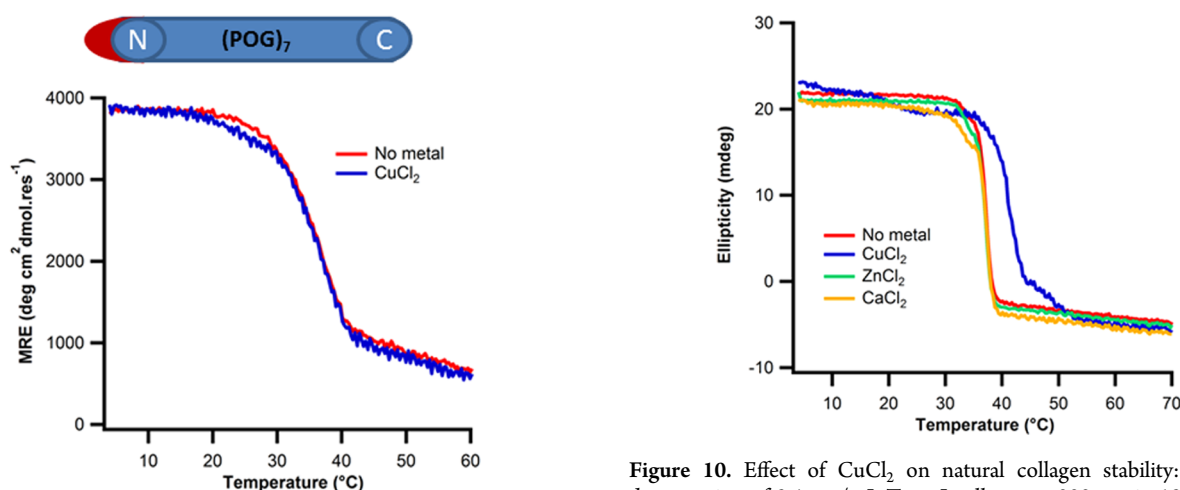 N (POG)7 C
4000
3000
2000
1000
0
MRE (deg cm2dmol.res-1)
No metal
CuCl2
10 20 30 40 50 60
Temperature (°C)
30
20
10
0
-10
Ellipticity (mdeg)
No metal
CuCl2
ZnCl2
CaCl2
10 20 30 40 50 60 70
Temperature (°C)
Figure 10. Effect of CuCl2 on natural collagen stability: